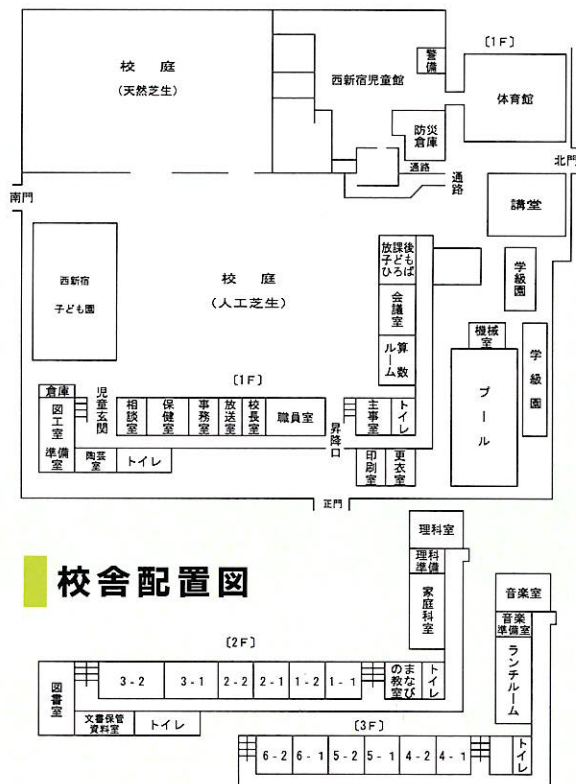 校庭
(天然芝生)
西新宿児童館
警備
〔1F〕
体育館
防災
倉庫
通路
通路
北門
南門
講堂
西新宿
子ども園
校庭
(人工芝生)
放課後
子ども
ひろば
学級園
会議室
算数
ルーム
機械室
プール
学級園
〔1F〕
倉庫
図工室
準備室
児童玄関
相談室
保健室
事務室
放送室
校長室
職員室
昇降口
主事室
トイレ
陶芸室
トイレ
印刷室
更衣室
正門
校舎配置図
理科室
理科
準備
家庭科室
音楽室
音楽
準備室
ランチルーム
〔2F〕
図書室
3-2
3-1
2-2
2-1
1-2
1-1
まなび
の教室
トイレ
文書保管
資料室
トイレ
〔3F〕
6-2
6-1
5-2
5-1
4-2
4-1
トイレ